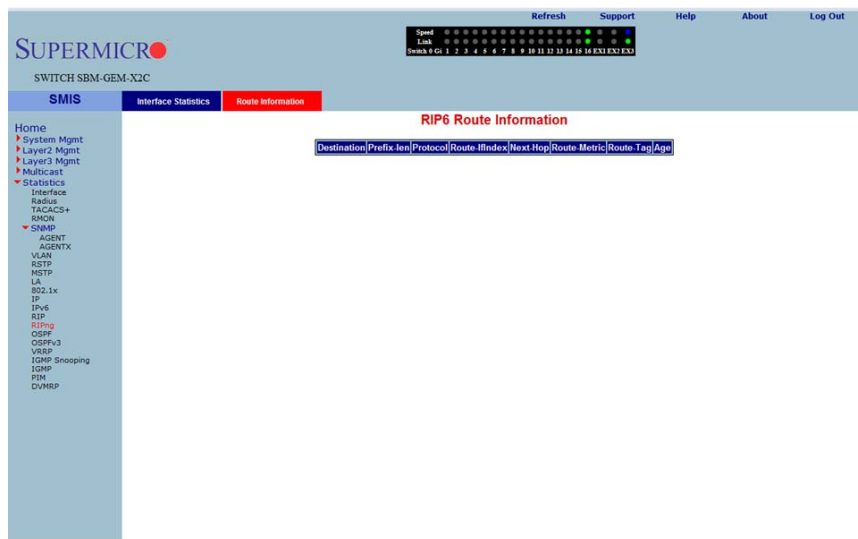 Refresh Support Help About Log Out
SUPERMICRO
Speed
Link
Switch 0 Gi 1 2 3 4 5 6 7 8 9 10 11 12 13 14 15 16 EX1 EX2 EX3
SWITCH SBM-GEM-X2C
SMIS
Interface Statistics
Route Information
RIP6 Route Information
Destination Prefix-len Protocol Route-IfIndex Next-Hop Route-Metric Route-Tag Age
Home
System Mgmt
Layer2 Mgmt
Layer3 Mgmt
Multicast
Statistics
Interface
Radius
TACACS+
RMON
SNMP
AGENT
AGENTX
VLAN
RSTP
MSTP
LA
802.1x
IP
IPv6
RIP
RIPng
OSPF
OSPFv3
VRRP
IGMP Snooping
IGMP
PIM
DVMRP